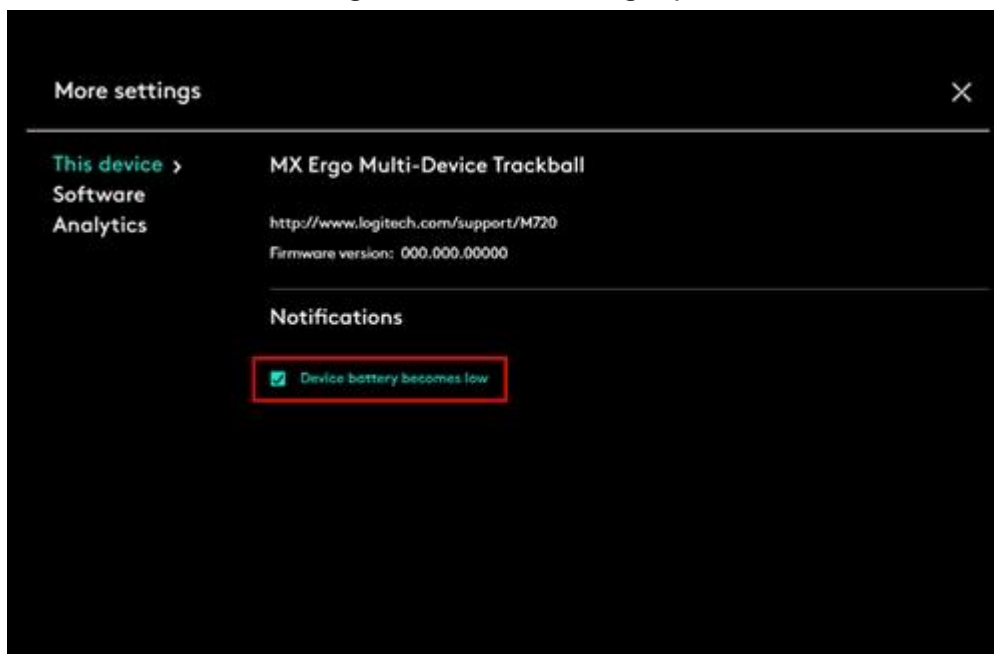 More settings
This device >
Software
Analytics
MX Ergo Multi-Device Trackball
http://www.logitech.com/support/M720
Firmware version: 000.000.00000
Notifications
Device battery becomes low